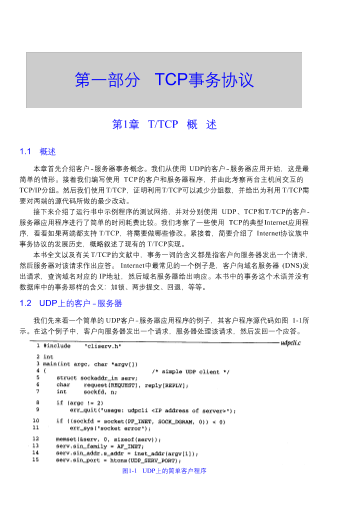 第一部分 TCP事务协议
第1章 T/TCP 概 述
1.1 概述
本章首先介绍客户-服务器事务概念。我们从使用 UDP的客户-服务器应用开始，这是最
简单的情形。接着我们编写使用 TCP的客户和服务器程序，并由此考察两台主机间交互的
TCP/IP分组。然后我们使用T/TCP，证明利用T/TCP可以减少分组数，并给出为利用T/TCP需
要对两端的源代码所做的最少改动。
接下来介绍了运行书中示例程序的测试网络，并对分别使用 UDP、TCP和T/TCP的客户-
服务器应用程序进行了简单的时间耗费比较。我们考察了一些使用 TCP的典型Internet应用程
序，看看如果两端都支持 T/TCP，将需要做哪些修改。紧接着，简要介绍了 Internet协议族中
事务协议的发展历史，概略叙述了现有的 T/TCP实现。
本书全文以及有关 T/TCP的文献中，事务一词的含义都是指客户向服务器发出一个请求，
然后服务器对该请求作出应答。 Internet中最常见的一个例子是，客户向域名服务器 (DNS)发
出请求，查询域名对应的 IP地址，然后域名服务器给出响应。本书中的事务这个术语并没有
数据库中的事务那样的含义：加锁、两步提交、回退，等等。
1.2 UDP上的客户-服务器
我们先来看一个简单的 UDP客户-服务器应用程序的例子，其客户程序源代码如图 1-1所
示。在这个例子中，客户向服务器发出一个请求，服务器处理该请求，然后发回一个应答。
udpcli.c
1 #include "cliserv.h"
2 int
3 main(int argc, char *argv[])
4 { /* simple UDP client */
5 struct sockaddr_in serv;
6 char request[REQUEST], reply[REPLY];
7 int sockfd, n;
8 if (argc != 2)
9 err_quit("usage: udpcli <IP address of server>");
10 if ((sockfd = socket(PF_INET, SOCK_DGRAM, 0)) < 0)
11 err_sys("socket error");
12 memset(&serv, 0, sizeof(serv));
13 serv.sin_family = AF_INET;
14 serv.sin_addr.s_addr = inet_addr(argv[1]);
15 serv.sin_port = htons(UDP_SERV_PORT);
图1-1 UDP上的简单客户程序